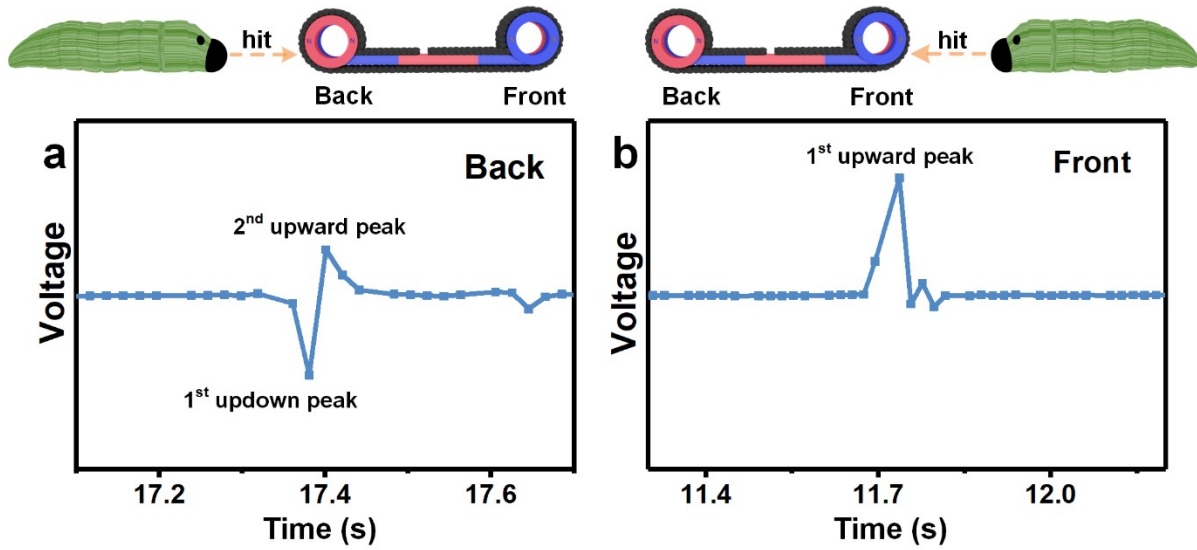 hit
hit
Back
Front
Back
Front
a
Back
2nd upward peak
1st updown peak
Voltage
17.2
17.4
17.6
Time (s)
b
Front
1st upward peak
Voltage
11.4
11.7
12.0
Time (s)